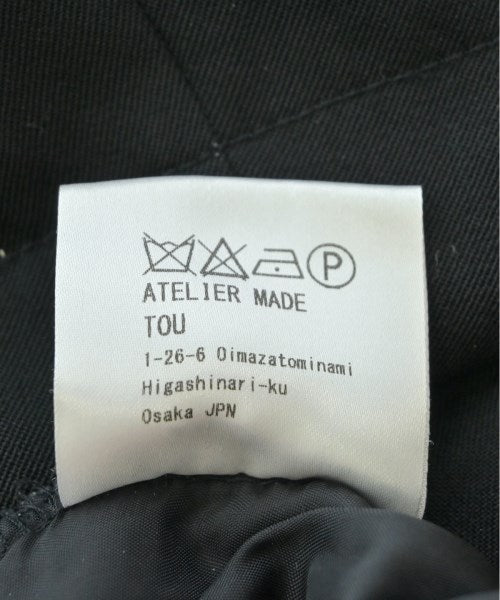 P
ATELIER MADE
TOU
1-26-6 Oimazatominami
Higashinari-ku
Osaka JPN